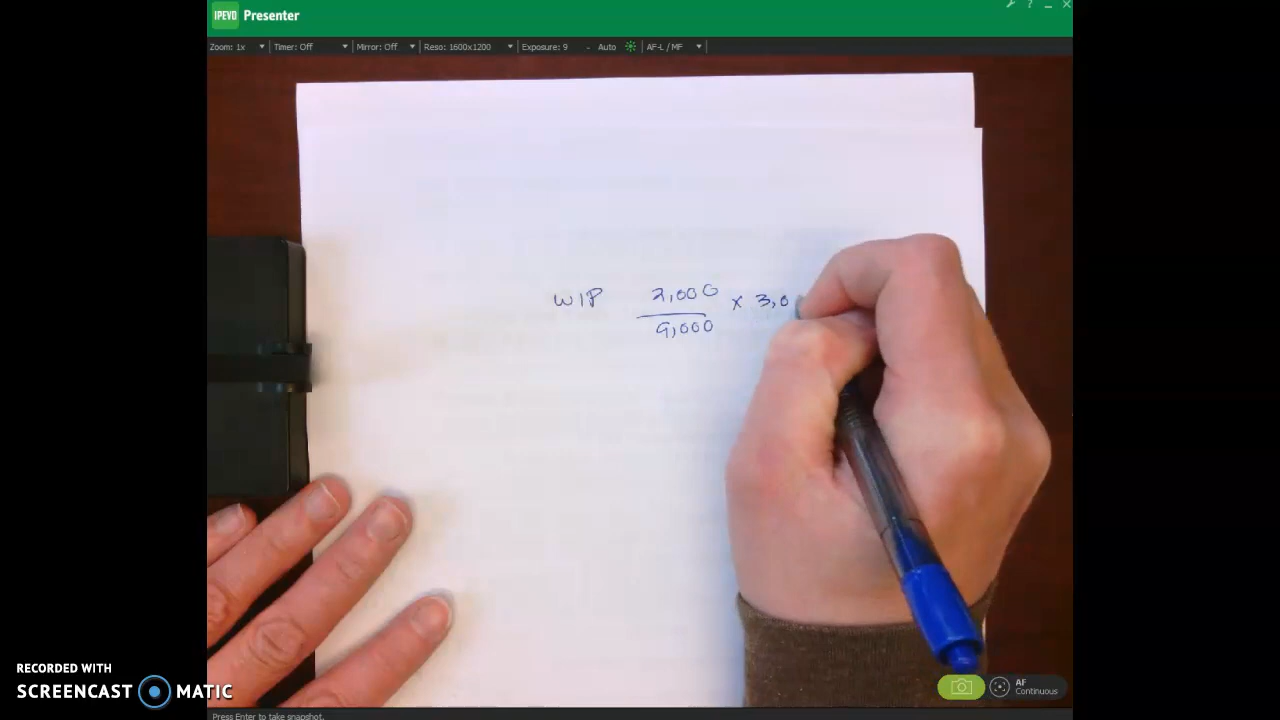 IPEVO Presenter
Zoom: 1x Timer: Off Mirror: Off Reso: 1600x1200 Exposure: 9 - Auto AF-L / MF
WIP 2,000 x 3,0
9,000
RECORDED WITH
SCREENCAST MATIC
AF
Continuous
Press Enter to take snapshot.